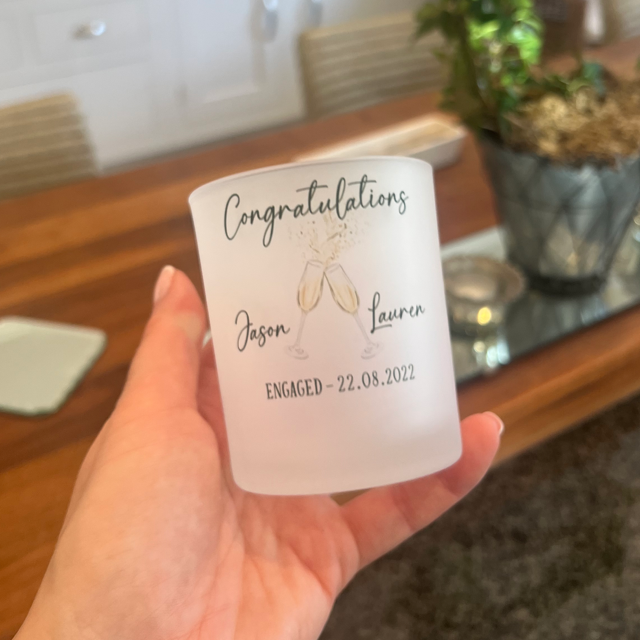 Congratulations
Jason Lauren
ENGAGED - 22.08.2022